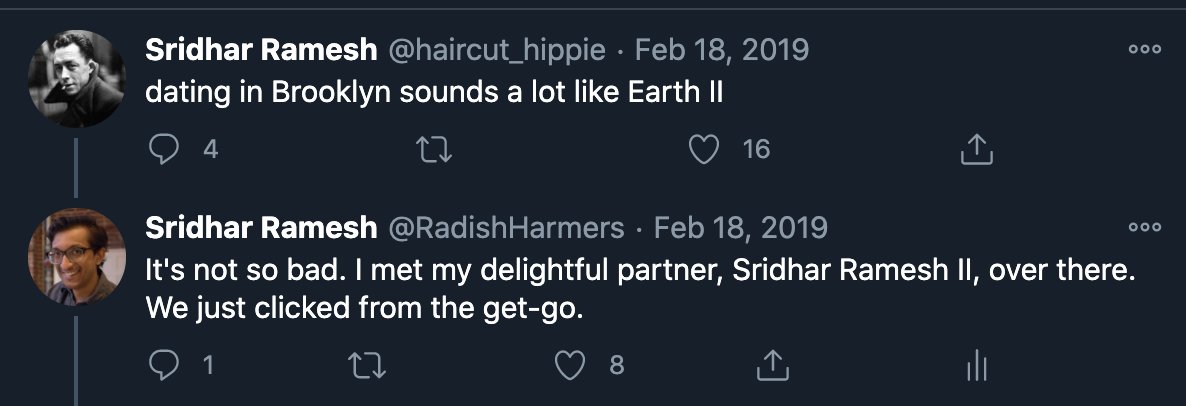 Sridhar Ramesh @haircut_hippie · Feb 18, 2019
dating in Brooklyn sounds a lot like Earth II
4 16
Sridhar Ramesh @RadishHarmers · Feb 18, 2019
It's not so bad. I met my delightful partner, Sridhar Ramesh II, over there.
We just clicked from the get-go.
1 8